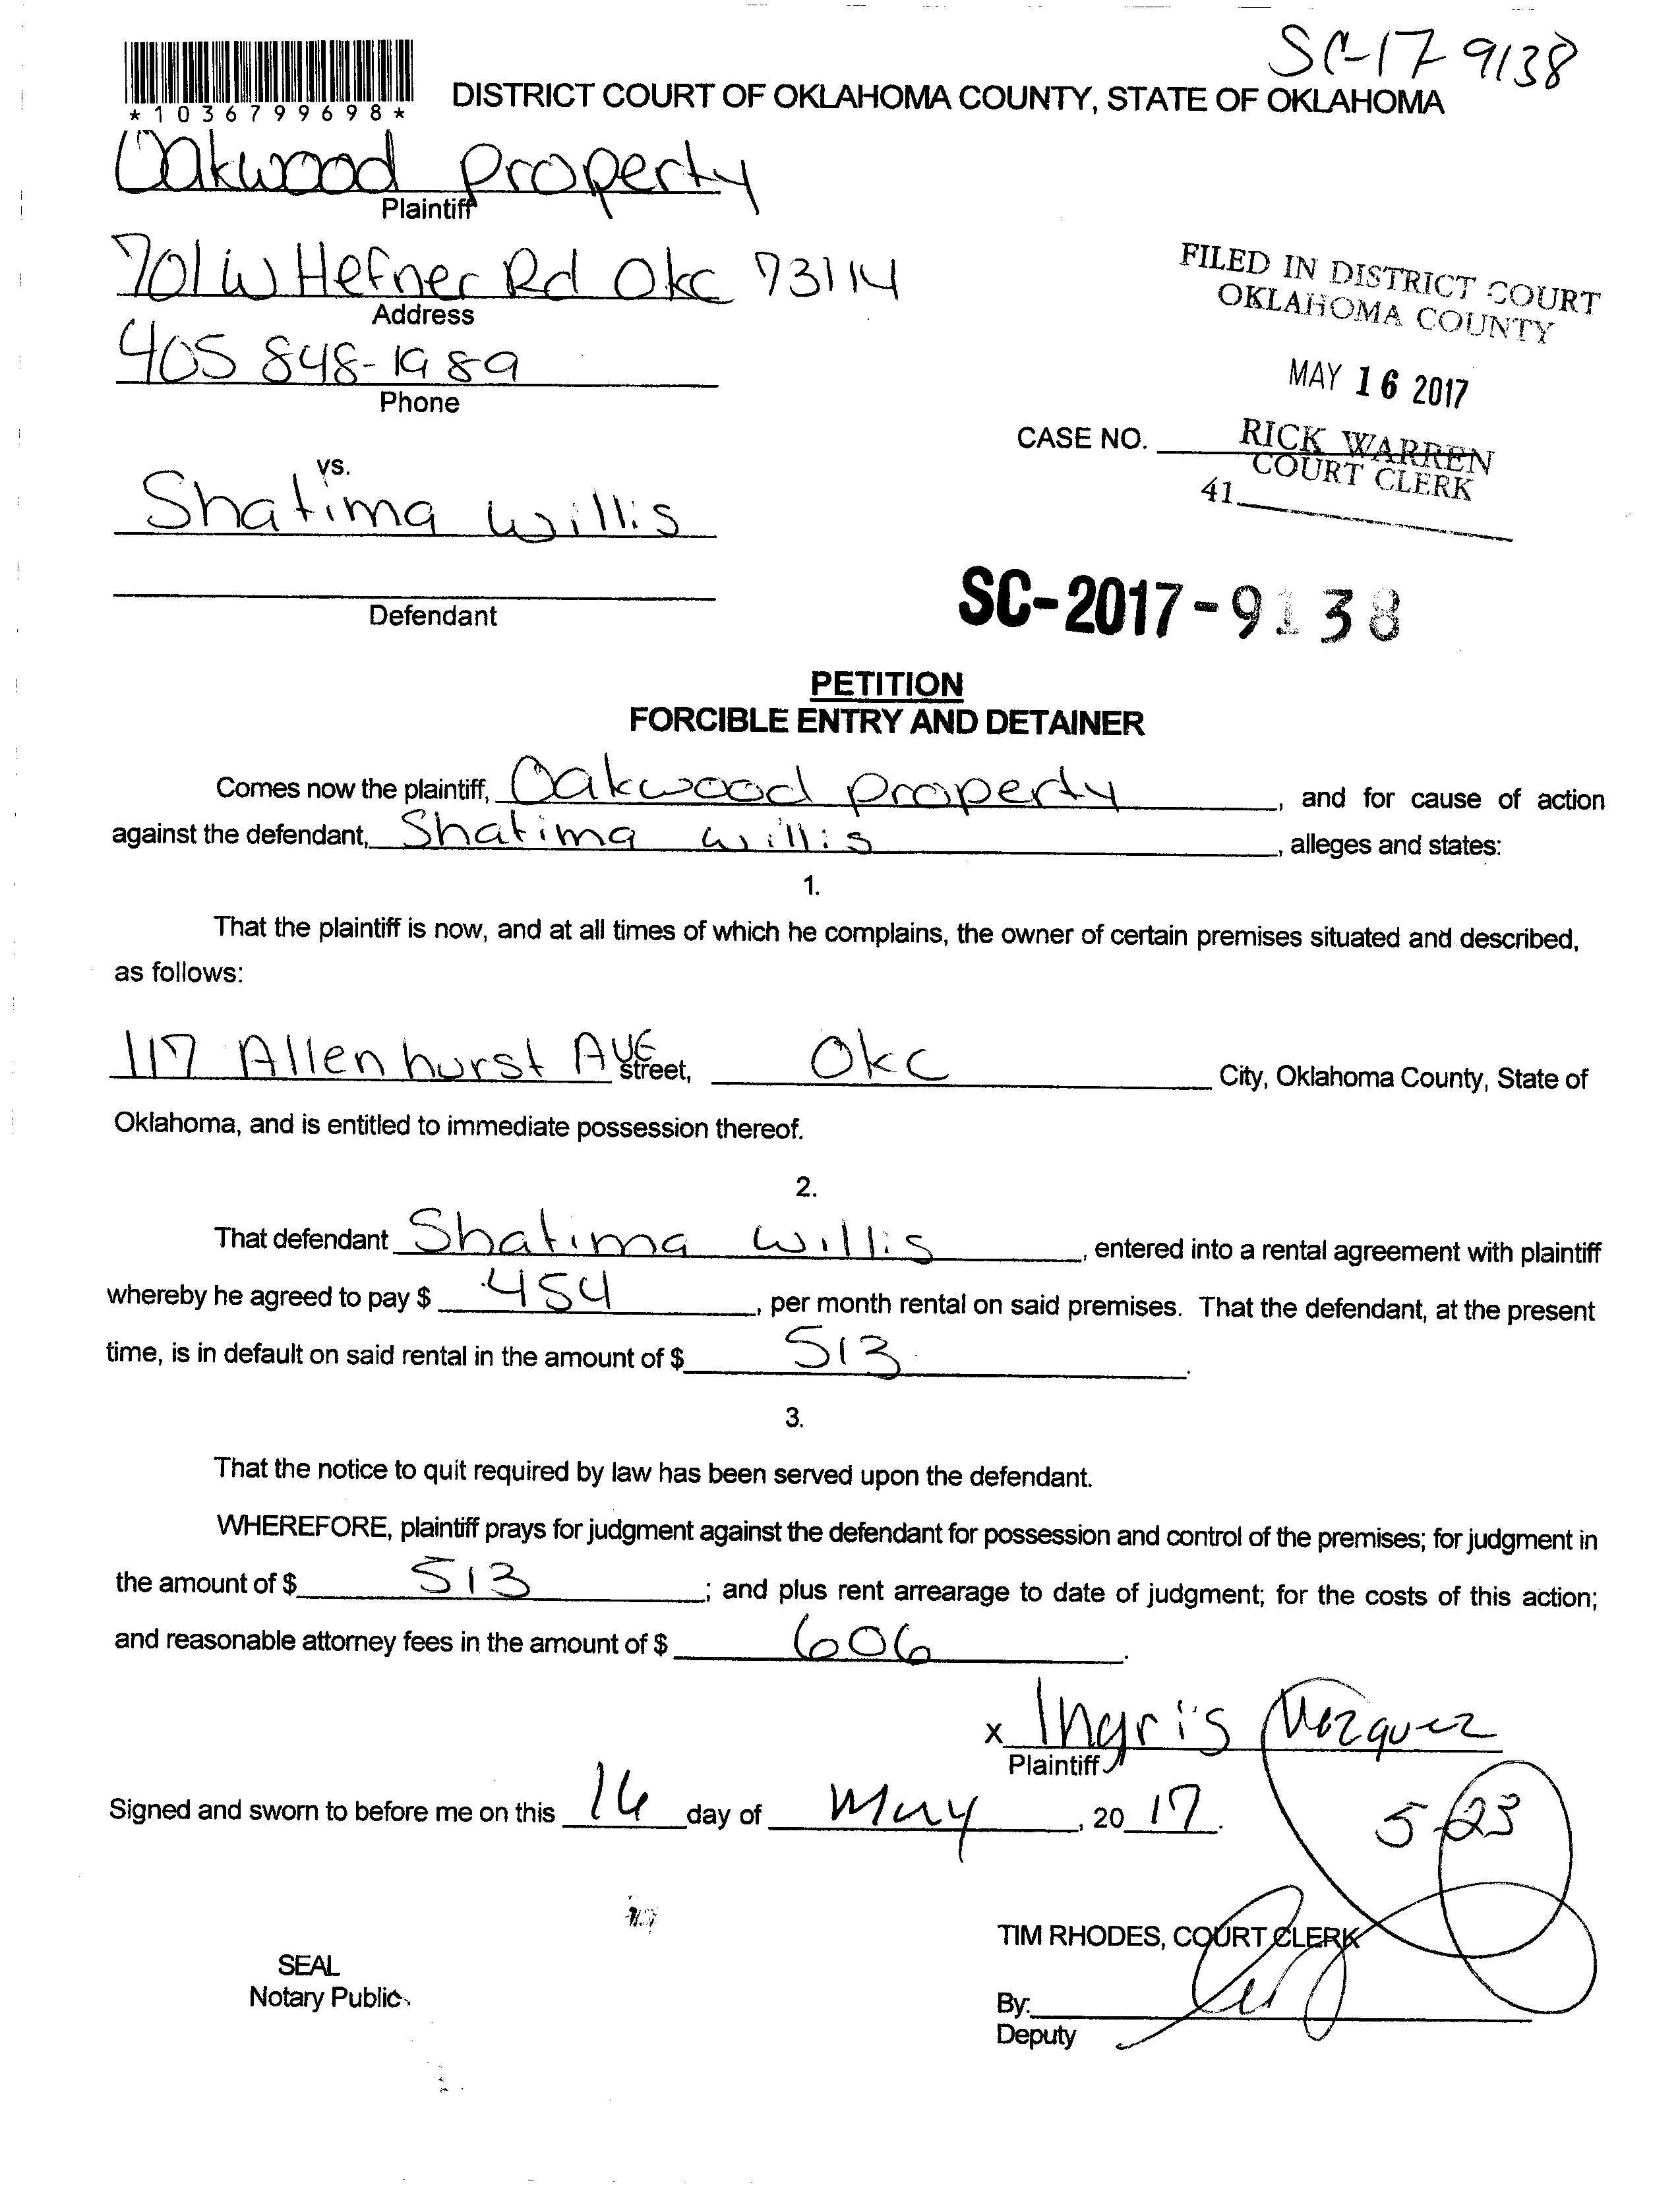 SC-17-9138
*1036799698*
DISTRICT COURT OF OKLAHOMA COUNTY, STATE OF OKLAHOMA
Oakwood property
Plaintiff
701 W Hefner Rd Okc 73114
Address
405 848-1989
Phone
FILED IN DISTRICT COURT
OKLAHOMA COUNTY
MAY 16 2017
RICK WARREN
COURT CLERK
41
CASE NO.
vs.
Shatima Willis
Defendant
SC-2017-9138
PETITION
FORCIBLE ENTRY AND DETAINER
Comes now the plaintiff, Oakwood property, and for cause of action
against the defendant, Shatima Willis, alleges and states:
1.
That the plaintiff is now, and at all times of which he complains, the owner of certain premises situated and described,
as follows:
117 Allenhurst AVE Street, Okc City, Oklahoma County, State of
Oklahoma, and is entitled to immediate possession thereof.
2.
That defendant Shatima Willis, entered into a rental agreement with plaintiff
whereby he agreed to pay $ 454, per month rental on said premises. That the defendant, at the present
time, is in default on said rental in the amount of $ 513.
3.
That the notice to quit required by law has been served upon the defendant.
WHEREFORE, plaintiff prays for judgment against the defendant for possession and control of the premises; for judgment in
the amount of $ 513; and plus rent arrearage to date of judgment; for the costs of this action;
and reasonable attorney fees in the amount of $ 606.
x Ingris Vazquez
Plaintiff
Signed and sworn to before me on this 16 day of May, 2017.
5-23
TIM RHODES, COURT CLERK
SEAL
Notary Public
By:
Deputy